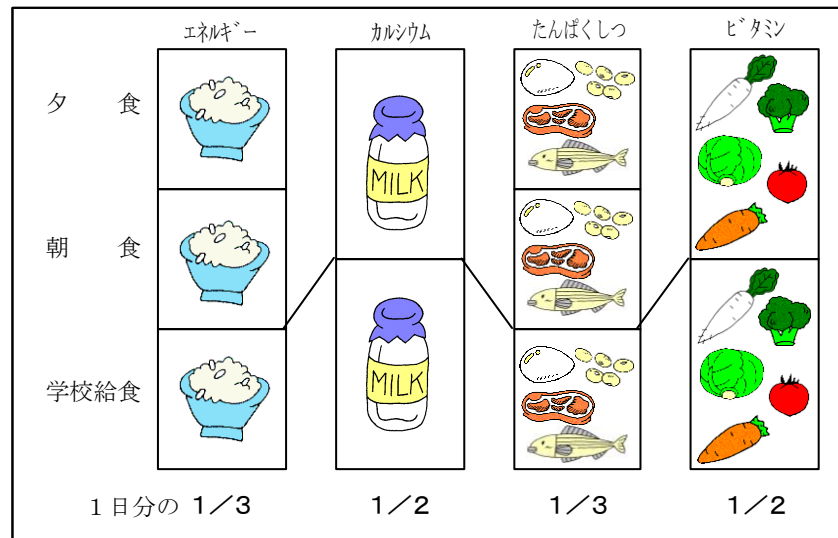 エネルギー カルシウム たんぱくしつ ビタミン
夕 食
MILK
朝 食
MILK
学校給食
1日分の 1/3 1/2 1/3 1/2